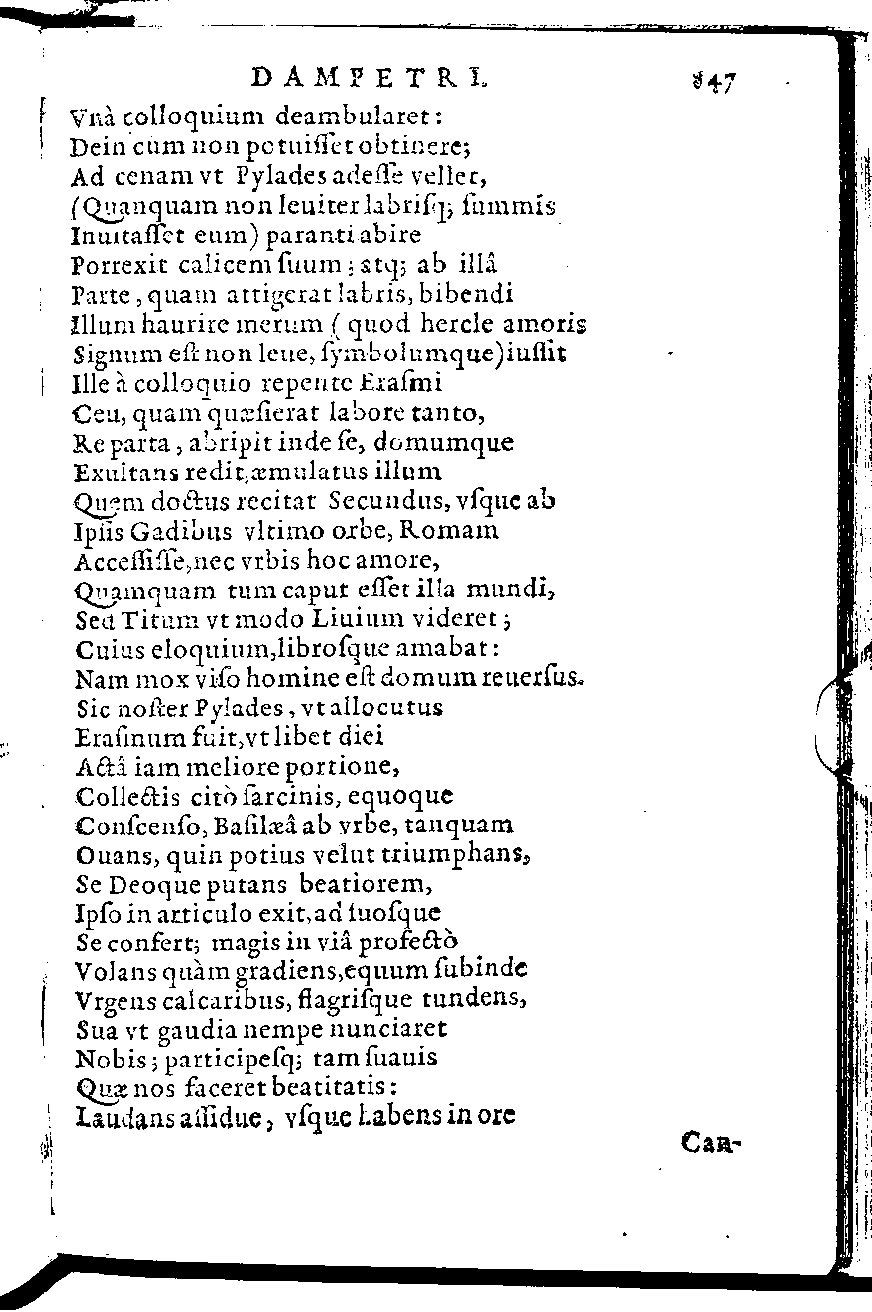 DAMPETRI. 847
Vnà colloquium deambularet:
Dein cum non potuiſſet obtinere;
Ad cenam vt Pylades adeſſe vellet,
(Quanquam non leuiter labriſq; ſummis
Inuitaſſet eum) paranti abire
Porrexit calicem ſuum; atq; ab illâ
Parte, quam attigerat labris, bibendi
Illum haurire merum ( quod hercle amoris
Signum eſt non leue, ſymbolumque)iuſſit
Ille à colloquio repente Eraſmi
Ceu, quam quæſierat labore tanto,
Re parta, abripit inde ſe, domumque
Exultans redit,æmulatus illum
Quem doctus recitat Secundus, vſque ab
Ipſis Gadibus vltimo orbe, Romam
Acceſſiſſe,nec vrbis hoc amore,
Quamquam tum caput eſſet illa mundi,
Sed Titum vt modo Liuium videret;
Cuius eloquium,libroſque amabat:
Nam mox viſo homine eſt domum reuerſus.
Sic noſter Pylades, vt allocutus
Eraſmum fuit,vt libet diei
Actâ iam meliore portione,
Collectis citò ſarcinis, equoque
Conſcenſo, Baſilæâ ab vrbe, tanquam
Ouans, quin potius velut triumphans,
Se Deoque putans beatiorem,
Ipſo in articulo exit,ad ſuoſque
Se confert; magis in viâ profectò
Volans quàm gradiens,equum ſubinde
Vrgens calcaribus, flagriſque tundens,
Sua vt gaudia nempe nunciaret
Nobis; participeſq; tam ſuauis
Quæ nos faceret beatitatis:
Laudans aſſidue, vſque Labens in ore
Can-